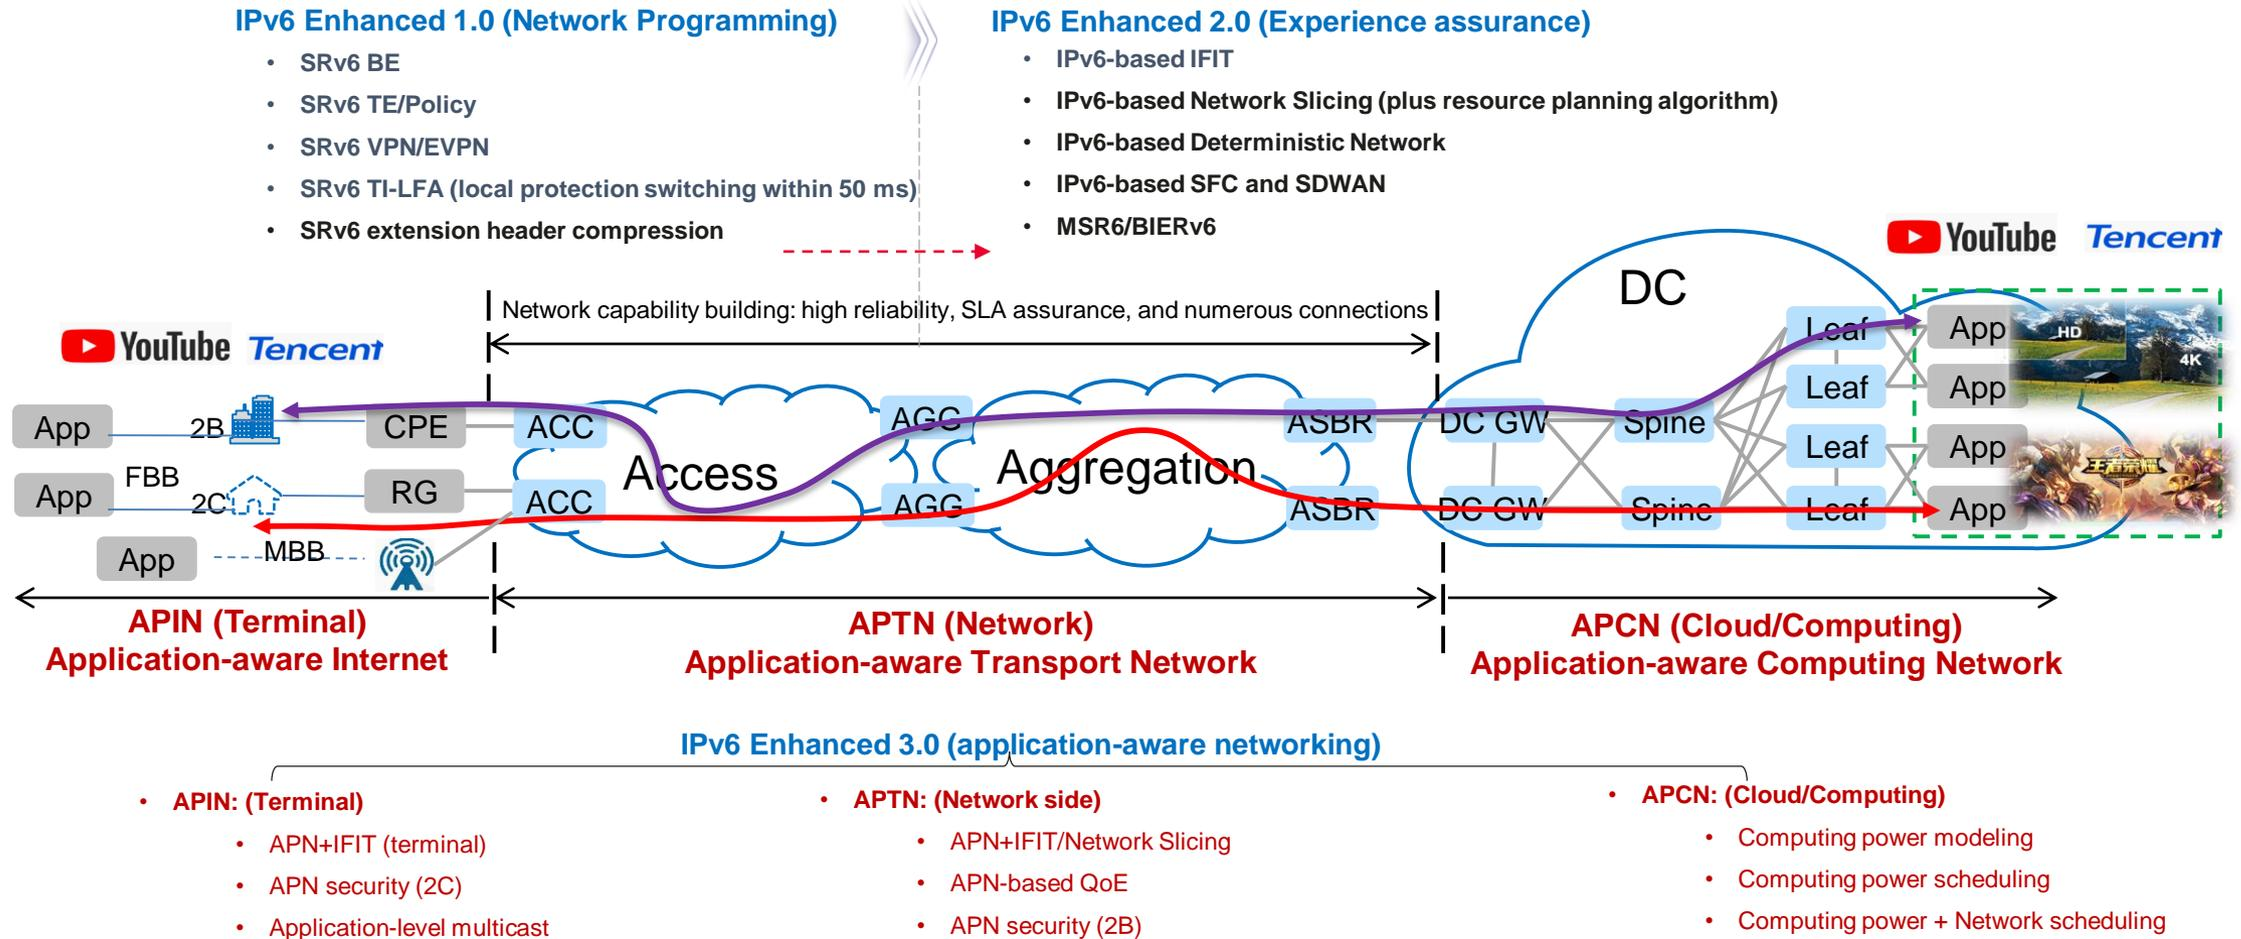 IPv6 Enhanced 1.0 (Network Programming)
• SRv6 BE
• SRv6 TE/Policy
• SRv6 VPN/EVPN
• SRv6 TI-LFA (local protection switching within 50 ms)
• SRv6 extension header compression
IPv6 Enhanced 2.0 (Experience assurance)
• IPv6-based IFIT
• IPv6-based Network Slicing (plus resource planning algorithm)
• IPv6-based Deterministic Network
• IPv6-based SFC and SDWAN
• MSR6/BIERv6
YouTube Tencent
DC
Network capability building: high reliability, SLA assurance, and numerous connections
YouTube Tencent
Leaf App HD 4K
Leaf App
App 2B CPE ACC AGG ASBR DC GW Spine
Leaf App 王者荣耀
Access Aggregation
FBB
App 2C RG ACC AGG ASBR DC GW Spine Leaf App
App MBB
APIN (Terminal)
Application-aware Internet
APTN (Network)
Application-aware Transport Network
APCN (Cloud/Computing)
Application-aware Computing Network
IPv6 Enhanced 3.0 (application-aware networking)
• APIN: (Terminal)
• APN+IFIT (terminal)
• APN security (2C)
• Application-level multicast
• APTN: (Network side)
• APN+IFIT/Network Slicing
• APN-based QoE
• APN security (2B)
• APCN: (Cloud/Computing)
• Computing power modeling
• Computing power scheduling
• Computing power + Network scheduling